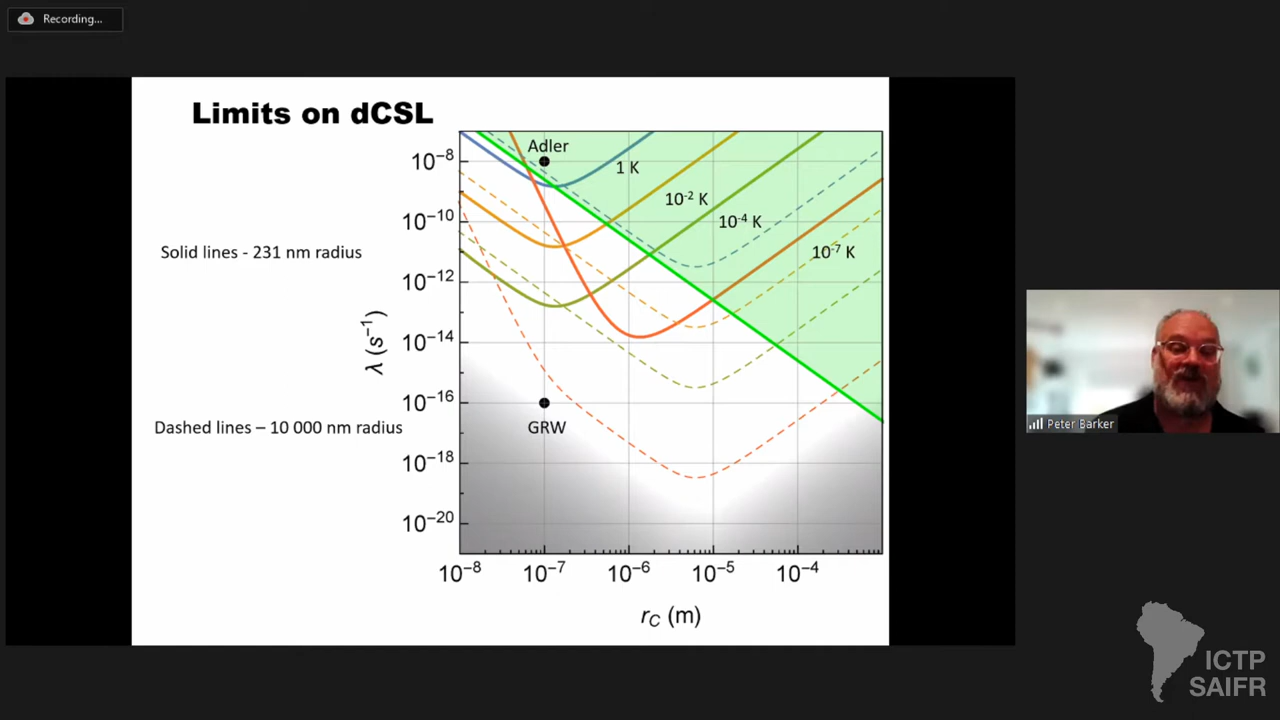 Recording...
Limits on dCSL
Adler
1 K
10⁻² K
10⁻⁴ K
10⁻⁷ K
GRW
Solid lines - 231 nm radius
Dashed lines – 10 000 nm radius
λ (s⁻¹)
10⁻⁸
10⁻¹⁰
10⁻¹²
10⁻¹⁴
10⁻¹⁶
10⁻¹⁸
10⁻²⁰
10⁻⁸ 10⁻⁷ 10⁻⁶ 10⁻⁵ 10⁻⁴
r_C (m)
Peter Barker
ICTP
SAIFR